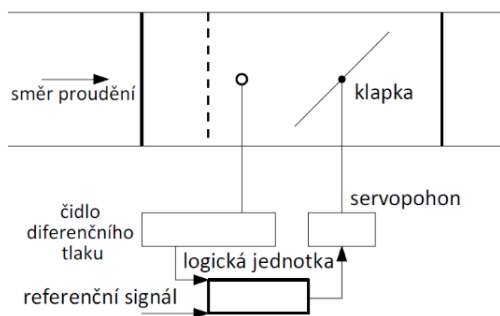 směr proudění
klapka
servopohon
čidlo
diferenčního
tlaku
logická jednotka
referenční signál